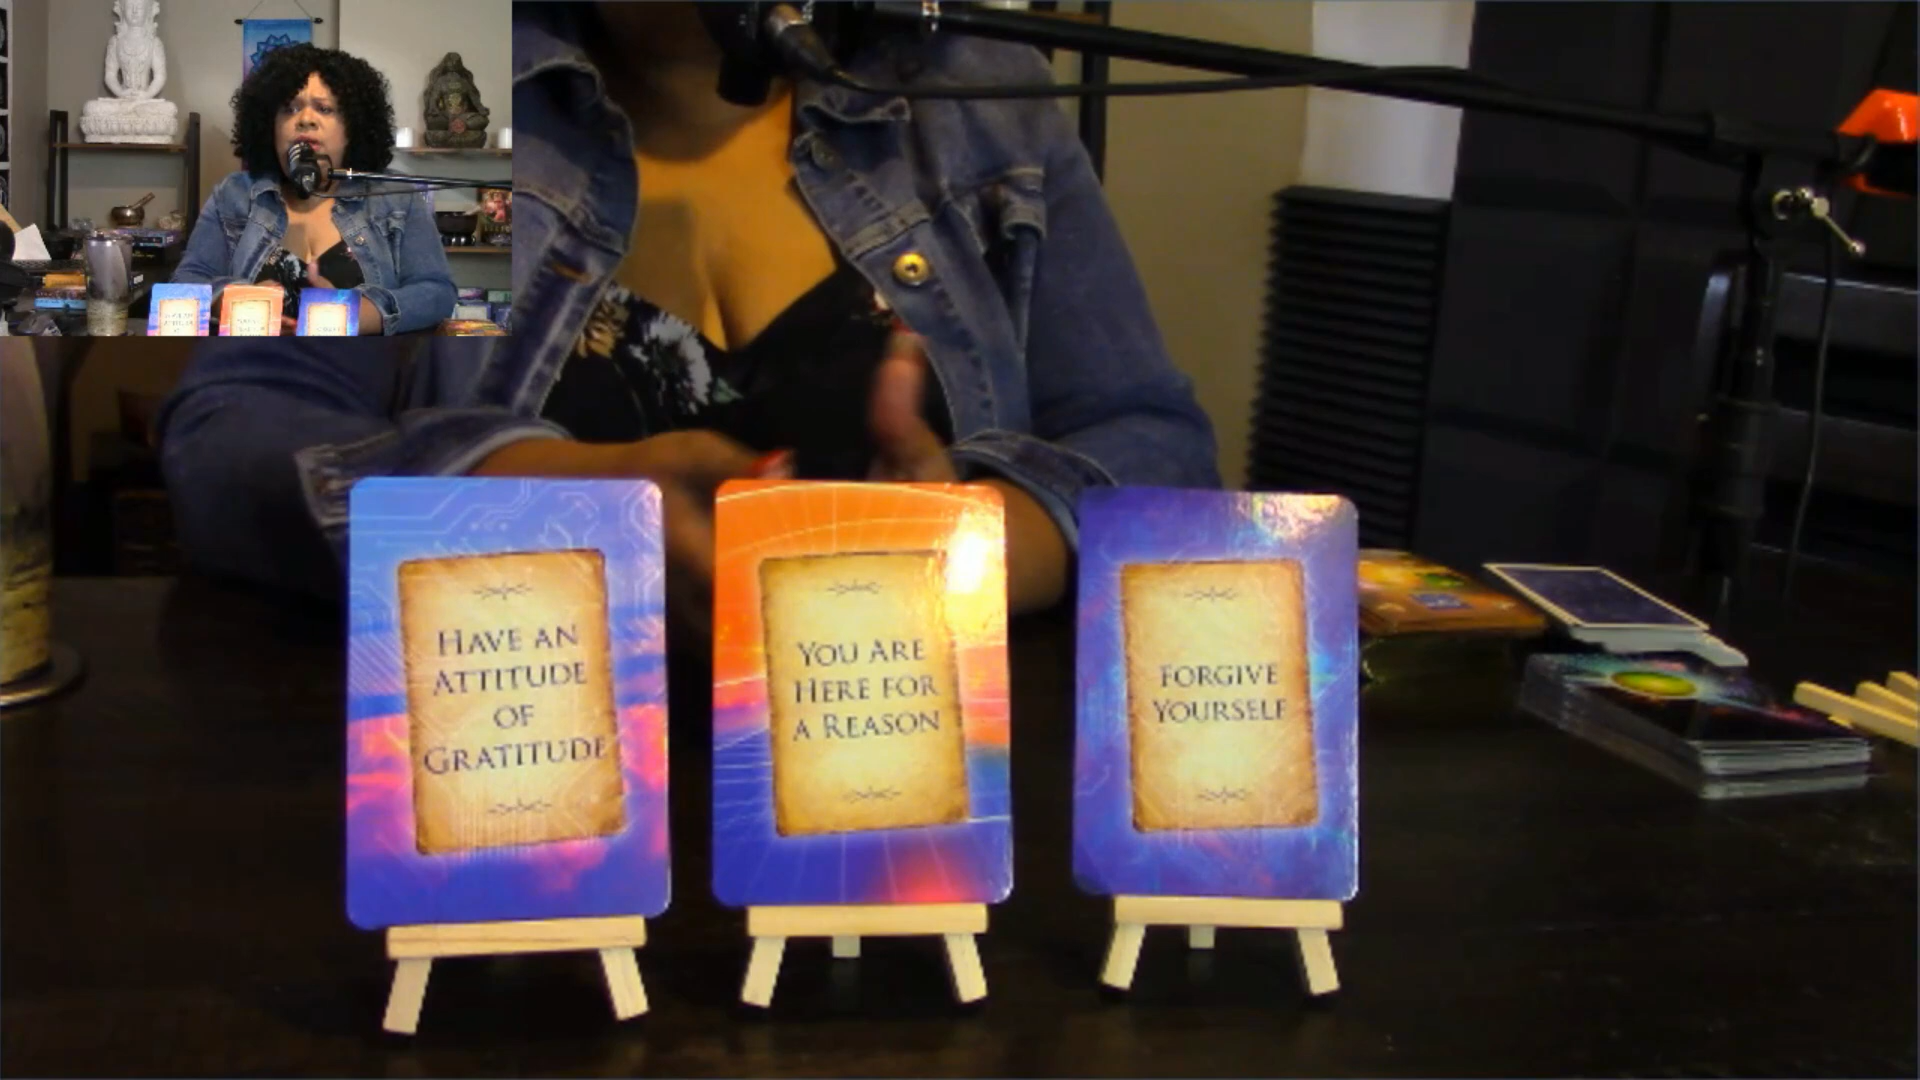 HAVE AN
ATTITUDE
OF
GRATITUDE
YOU ARE
HERE FOR
A REASON
FORGIVE
YOURSELF